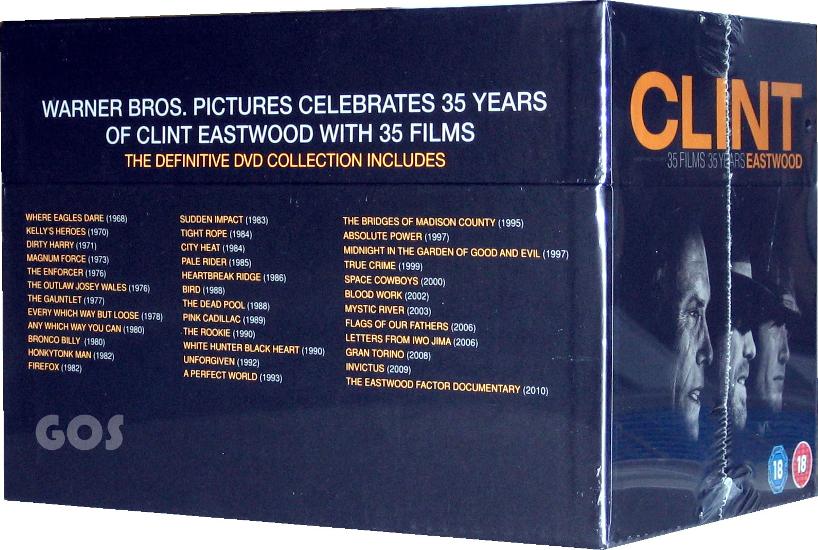 WARNER BROS. PICTURES CELEBRATES 35 YEARS
OF CLINT EASTWOOD WITH 35 FILMS
THE DEFINITIVE DVD COLLECTION INCLUDES
WHERE EAGLES DARE (1968)
KELLY'S HEROES (1970)
DIRTY HARRY (1971)
MAGNUM FORCE (1973)
THE ENFORCER (1976)
THE OUTLAW JOSEY WALES (1976)
THE GAUNTLET (1977)
EVERY WHICH WAY BUT LOOSE (1978)
ANY WHICH WAY YOU CAN (1980)
BRONCO BILLY (1980)
HONKYTONK MAN (1982)
FIREFOX (1982)
SUDDEN IMPACT (1983)
TIGHT ROPE (1984)
CITY HEAT (1984)
PALE RIDER (1985)
HEARTBREAK RIDGE (1986)
BIRD (1988)
THE DEAD POOL (1988)
PINK CADILLAC (1989)
THE ROOKIE (1990)
WHITE HUNTER BLACK HEART (1990)
UNFORGIVEN (1992)
A PERFECT WORLD (1993)
THE BRIDGES OF MADISON COUNTY (1995)
ABSOLUTE POWER (1997)
MIDNIGHT IN THE GARDEN OF GOOD AND EVIL (1997)
TRUE CRIME (1999)
SPACE COWBOYS (2000)
BLOOD WORK (2002)
MYSTIC RIVER (2003)
FLAGS OF OUR FATHERS (2006)
LETTERS FROM IWO JIMA (2006)
GRAN TORINO (2008)
INVICTUS (2009)
THE EASTWOOD FACTOR DOCUMENTARY (2010)
GOS
CLINT
35 FILMS 35 YEARS EASTWOOD
18
18